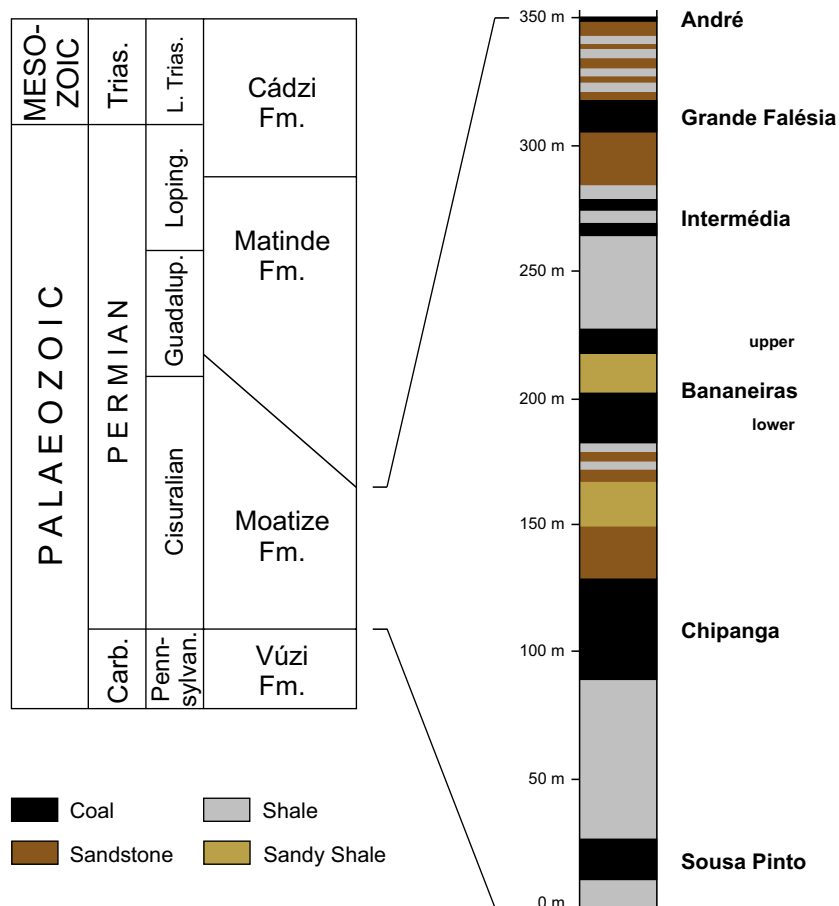 MESO-
ZOIC
Trias.
L. Trias.
Cádzi
Fm.
PALAEOZOIC
PERMIAN
Loping.
Guadalup.
Cisuralian
Matinde
Fm.
Moatize
Fm.
Carb.
Penn-
sylvan.
Vúzi
Fm.
Coal
Shale
Sandstone
Sandy Shale
350 m
André
Grande Falésia
300 m
Intermédia
250 m
upper
Bananeiras
200 m
lower
150 m
Chipanga
100 m
50 m
Sousa Pinto
0 m